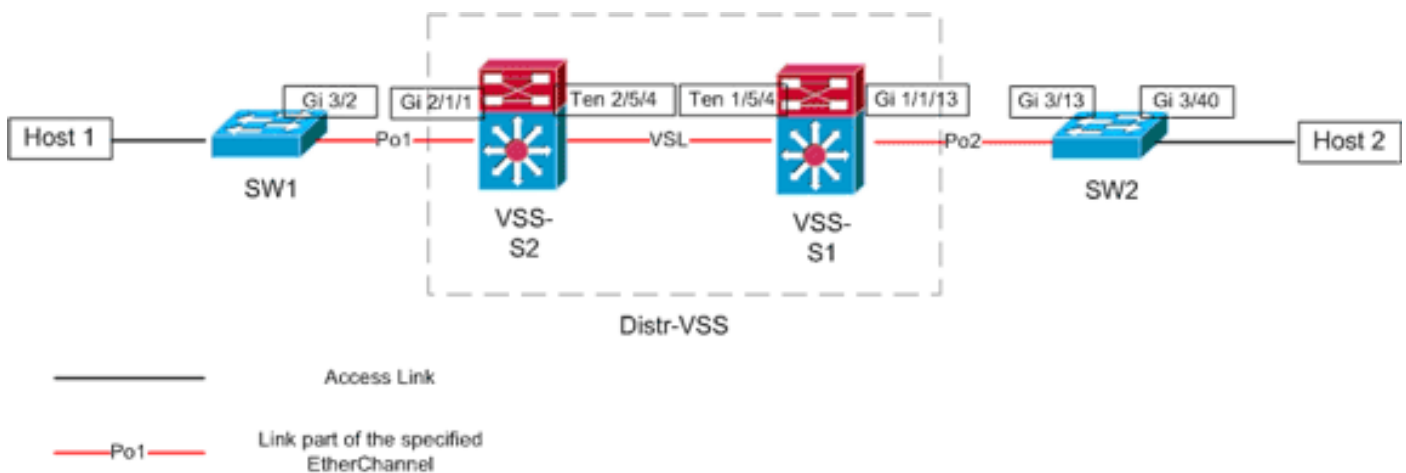 Gi 3/2
Gi 2/1/1
Ten 2/5/4
Ten 1/5/4
Gi 1/1/13
Gi 3/13
Gi 3/40
Host 1
Po1
VSL
Po2
Host 2
SW1
VSS-
S2
VSS-
S1
SW2
Distr-VSS
Access Link
Po1
Link part of the specified
EtherChannel